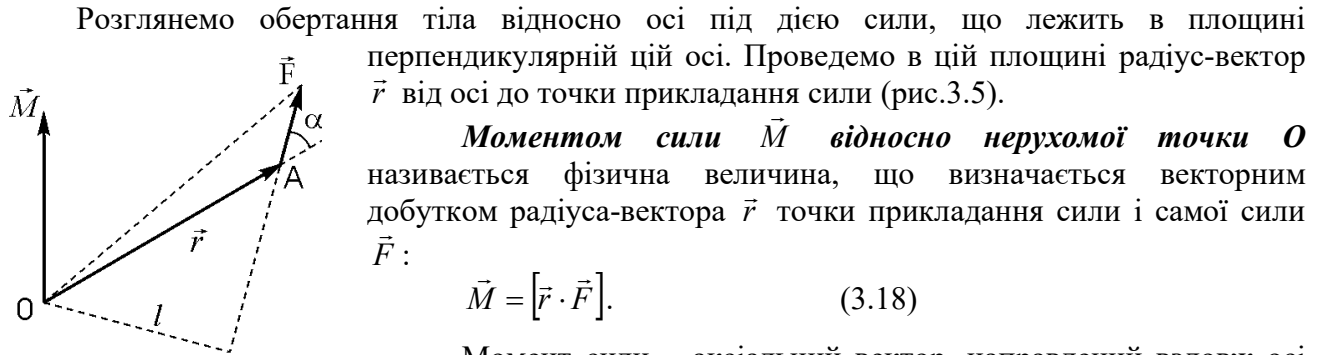 Розглянемо обертання тіла відносно осі під дією сили, що лежить в площині
перпендикулярній цій осі. Проведемо в цій площині радіус-вектор
r⃗ від осі до точки прикладання сили (рис.3.5).
Моментом сили M⃗ відносно нерухомої точки О
називається фізична величина, що визначається векторним
добутком радіуса-вектора r⃗ точки прикладання сили і самої сили
F⃗ :
M⃗ = [r⃗ · F⃗]. (3.18)
F⃗
M⃗
α
A
r⃗
0
l